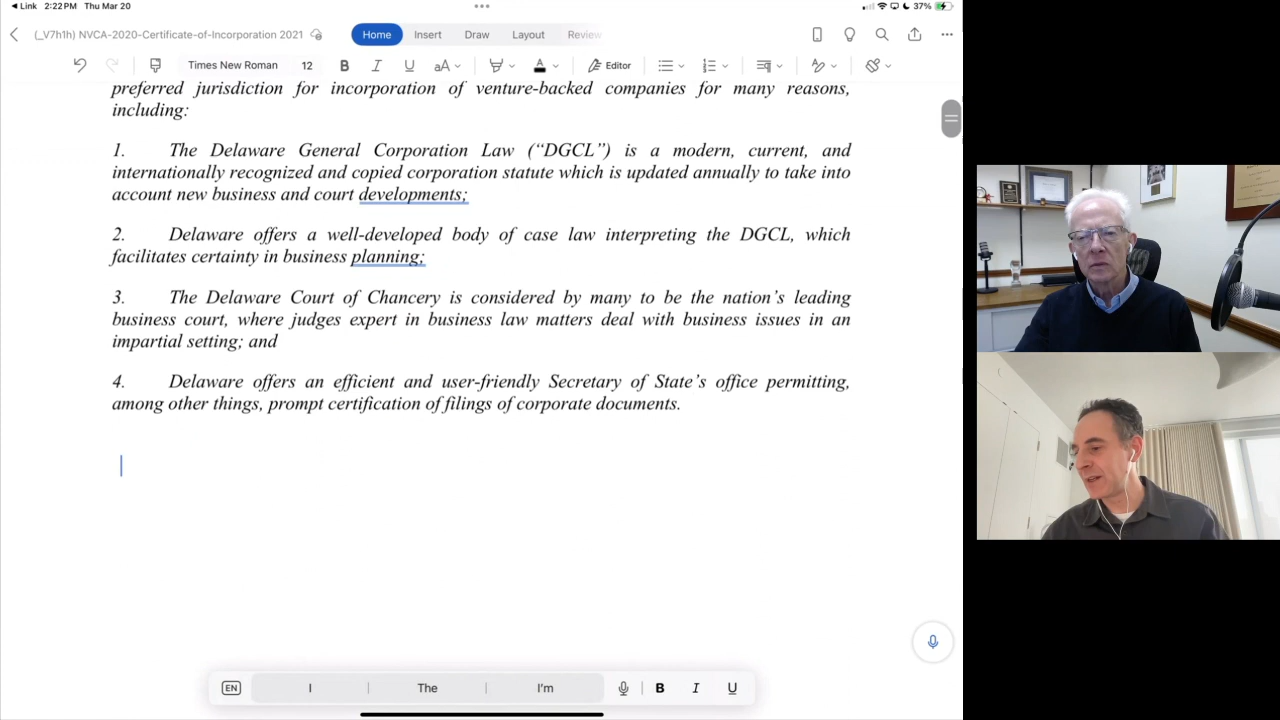 Link 2:22 PM Thu Mar 20 37%
(_V7h1h) NVCA-2020-Certificate-of-Incorporation 2021 Home Insert Draw Layout Review
Times New Roman 12 B I U aA A Editor
preferred jurisdiction for incorporation of venture-backed companies for many reasons,
including:
1. The Delaware General Corporation Law (“DGCL”) is a modern, current, and
internationally recognized and copied corporation statute which is updated annually to take into
account new business and court developments;
2. Delaware offers a well-developed body of case law interpreting the DGCL, which
facilitates certainty in business planning;
3. The Delaware Court of Chancery is considered by many to be the nation’s leading
business court, where judges expert in business law matters deal with business issues in an
impartial setting; and
4. Delaware offers an efficient and user-friendly Secretary of State’s office permitting,
among other things, prompt certification of filings of corporate documents.
EN I The I'm B I U